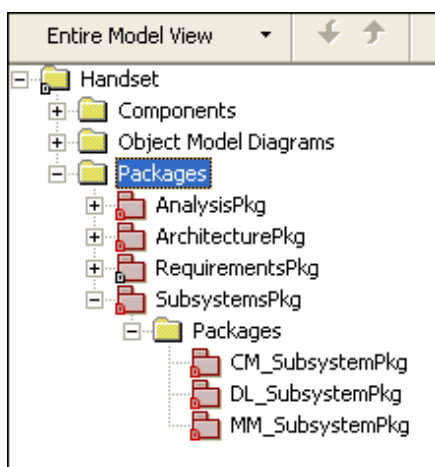 Entire Model View
Handset
Components
Object Model Diagrams
Packages
AnalysisPkg
ArchitecturePkg
RequirementsPkg
SubsystemsPkg
Packages
CM_SubsystemPkg
DL_SubsystemPkg
MM_SubsystemPkg